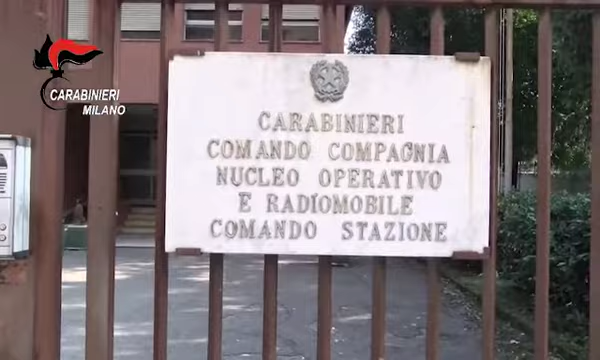 CARABINIERI
MILANO
CARABINIERI
COMANDO COMPAGNIA
NUCLEO OPERATIVO
E RADIOMOBILE
COMANDO STAZIONE